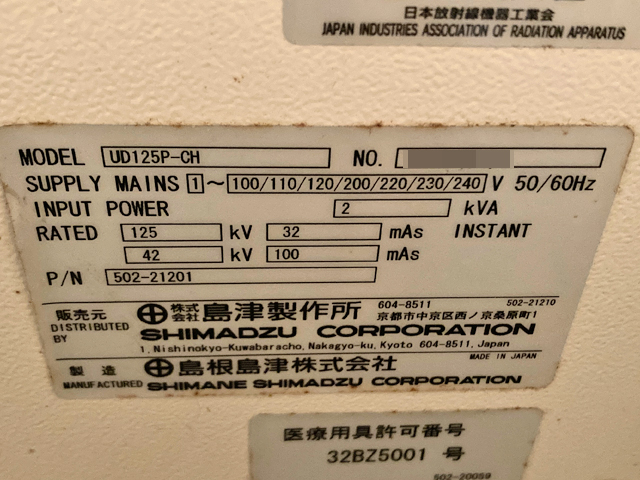 日本放射線機器工業会
JAPAN INDUSTRIES ASSOCIATION OF RADIATION APPARATUS
MODEL UD125P-CH NO.
SUPPLY MAINS 1~100/110/120/200/220/230/240 V 50/60Hz
INPUT POWER 2 kVA
RATED 125 kV 32 mAs INSTANT
42 kV 100 mAs
P/N 502-21201
販売元 株式会社 島津製作所 604-8511 502-21210
京都市中京区西ノ京桑原町1
DISTRIBUTED BY SHIMADZU CORPORATION
1, Nishinokyo-Kuwabaracho, Nakagyo-ku, Kyoto 604-8511, Japan
製造 島根島津株式会社 MADE IN JAPAN
MANUFACTURED SHIMANE SHIMADZU CORPORATION
医療用具許可番号
32BZ5001 号
502-20059